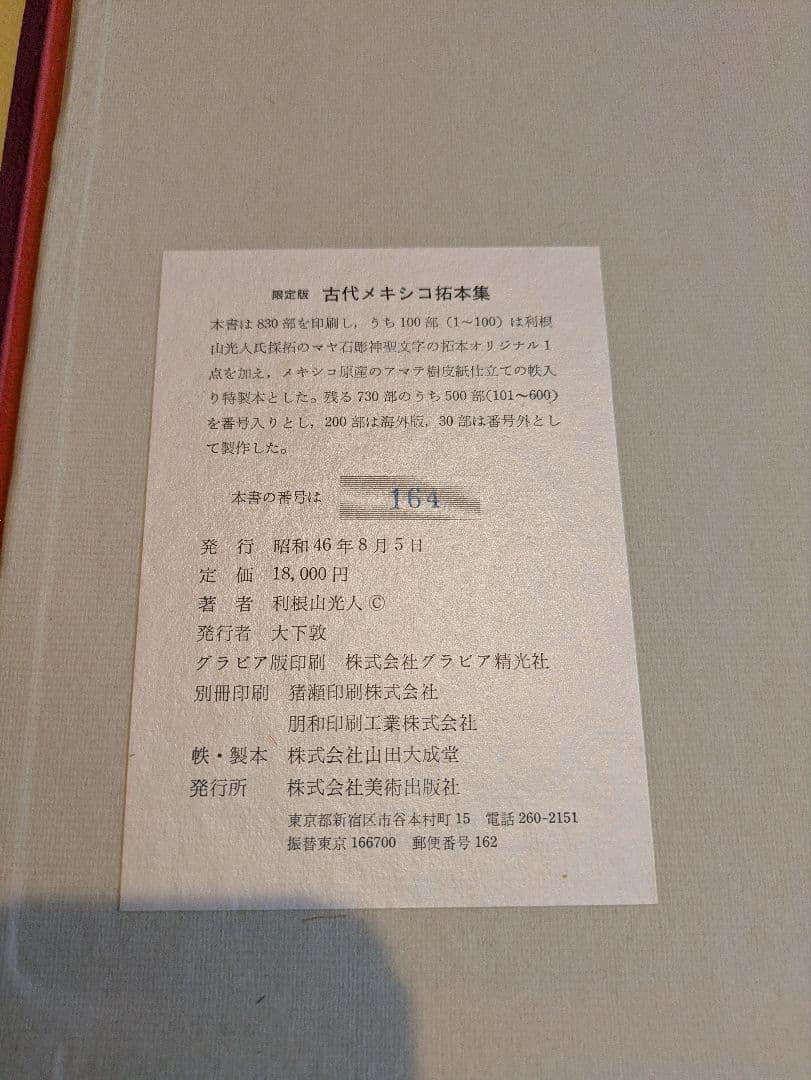 限定版 古代メキシコ拓本集
本書は830部を印刷し，うち100部（1～100）は利根
山光人氏採拓のマヤ石彫神聖文字の拓本オリジナル1
点を加え，メキシコ原産のアマテ樹皮紙仕立ての帙入
り特製本とした。残る730部のうち500部(101～600)
を番号入りとし，200部は海外版，30部は番号外とし
て製作した。
本書の番号は 164
発 行 昭和46年8月5日
定 価 18,000円
著 者 利根山光人 ©
発行者 大下敦
グラビア版印刷 株式会社グラビア精光社
別冊印刷 猪瀬印刷株式会社
朋和印刷工業株式会社
帙・製本 株式会社山田大成堂
発行所 株式会社美術出版社
東京都新宿区市谷本村町15 電話260-2151
振替東京166700 郵便番号162